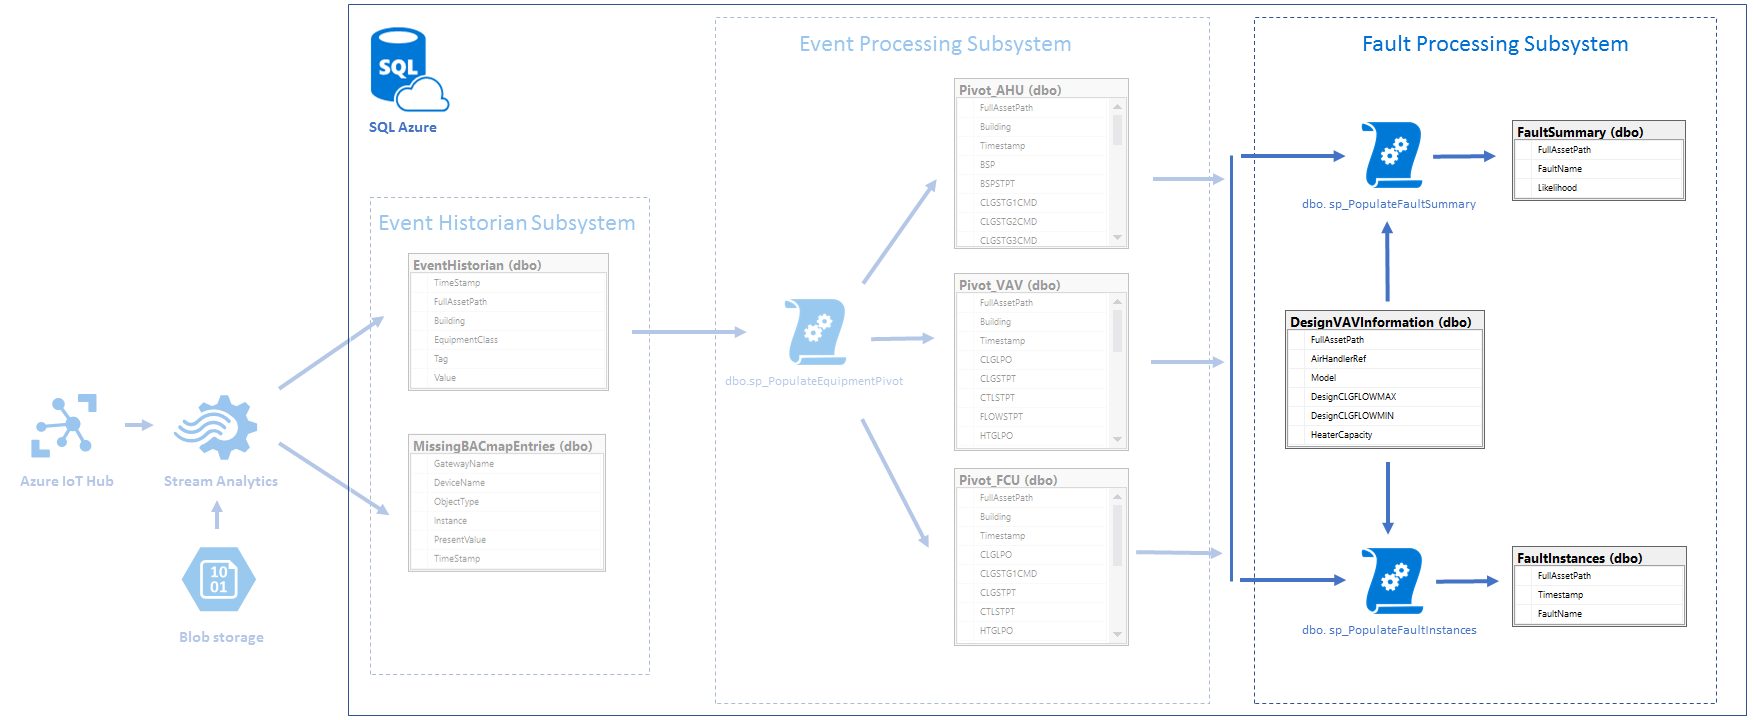 SQL
SQL Azure
Azure IoT Hub
Stream Analytics
10
01
Blob storage
Event Historian Subsystem
EventHistorian (dbo)
TimeStamp
FullAssetPath
Building
EquipmentClass
Tag
Value
MissingBACmapEntries (dbo)
GatewayName
DeviceName
ObjectType
Instance
PresentValue
TimeStamp
Event Processing Subsystem
dbo.sp_PopulateEquipmentPivot
Pivot_AHU (dbo)
FullAssetPath
Building
Timestamp
BSP
BSPSTPT
CLGSTG1CMD
CLGSTG2CMD
CLGSTG3CMD
Pivot_VAV (dbo)
FullAssetPath
Building
Timestamp
CLGLPO
CLGSTPT
CTLSTPT
FLOWSTPT
HTGLPO
Pivot_FCU (dbo)
FullAssetPath
Building
Timestamp
CLGLPO
CLGSTG1CMD
CLGSTPT
CTLSTPT
HTGLPO
Fault Processing Subsystem
dbo. sp_PopulateFaultSummary
FaultSummary (dbo)
FullAssetPath
FaultName
Likelihood
DesignVAVInformation (dbo)
FullAssetPath
AirHandlerRef
Model
DesignCLGFLOWMAX
DesignCLGFLOWMIN
HeaterCapacity
dbo. sp_PopulateFaultInstances
FaultInstances (dbo)
FullAssetPath
Timestamp
FaultName